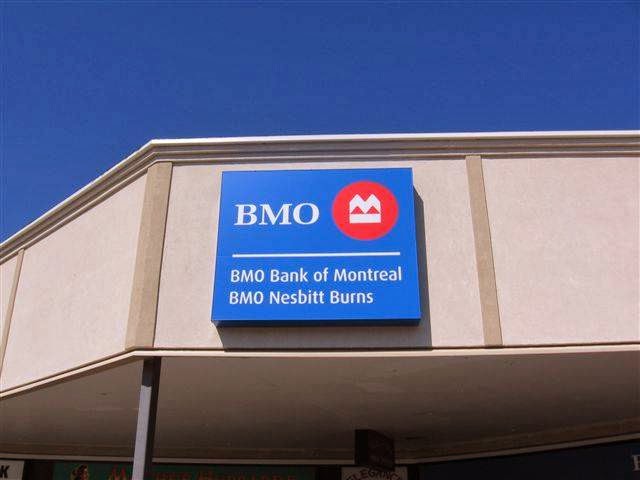 BMO
BMO Bank of Montreal
BMO Nesbitt Burns